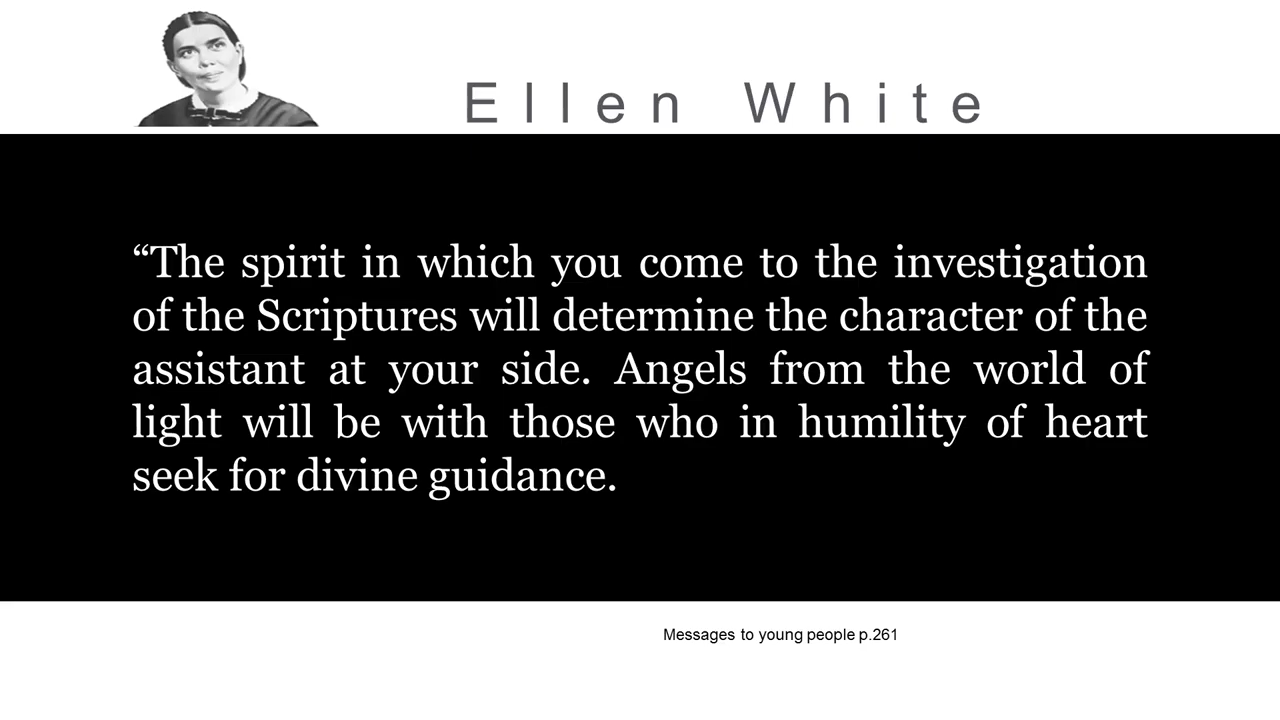 Ellen White
“The spirit in which you come to the investigation
of the Scriptures will determine the character of the
assistant at your side. Angels from the world of
light will be with those who in humility of heart
seek for divine guidance.
Messages to young people p.261